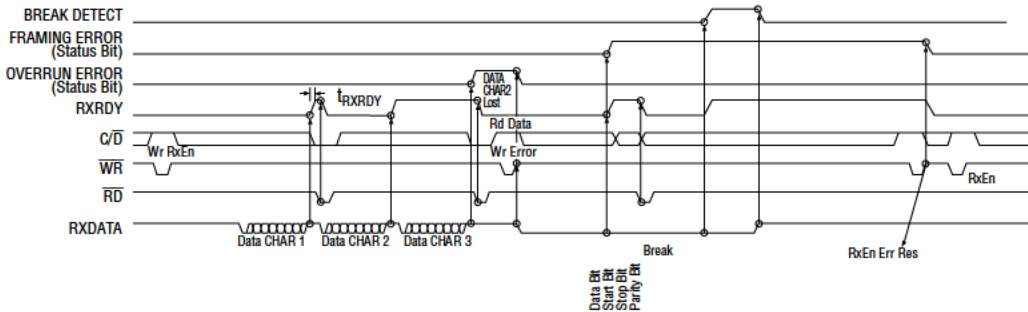 BREAK DETECT
FRAMING ERROR
(Status Bit)
OVERRUN ERROR
(Status Bit)
DATA
CHAR2
Lost
tRXRDY
RXRDY
Rd Data
C/D̅
Wr RxEn
Wr Error
W̅R̅
RxEn
R̅D̅
RXDATA
Data CHAR 1
Data CHAR 2
Data CHAR 3
Break
RxEn Err Res
Data Bit
Start Bit
Stop Bit
Parity Bit